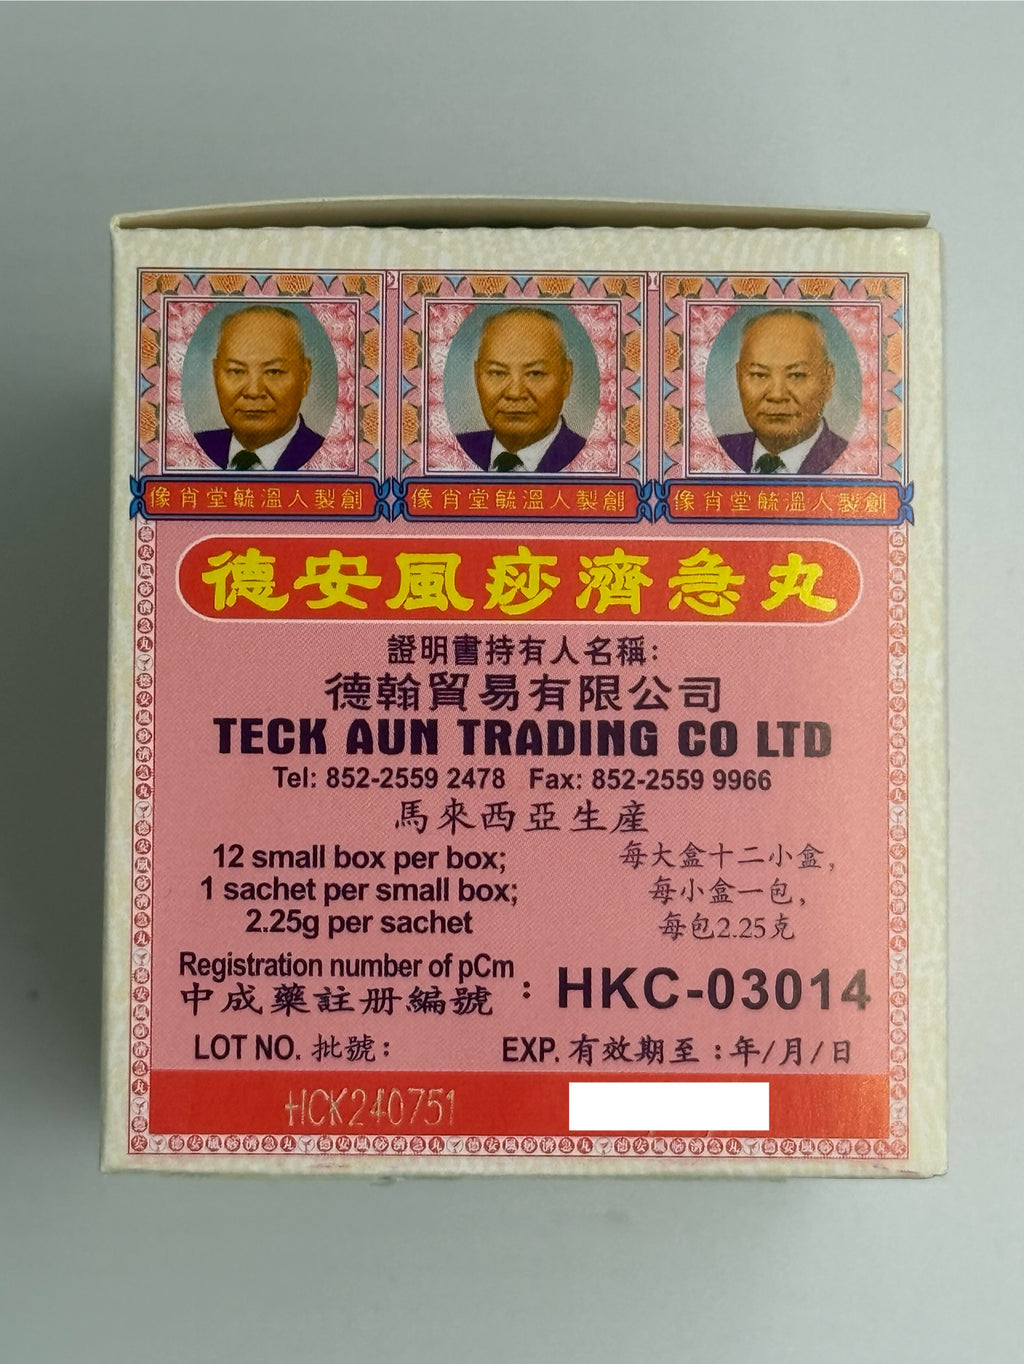 像肖堂毓溫人製創 像肖堂毓溫人製創 像肖堂毓溫人製創
德安風痧濟急丸
證明書持有人名稱:
德翰貿易有限公司
TECK AUN TRADING CO LTD
Tel: 852-2559 2478 Fax: 852-2559 9966
馬來西亞生產
12 small box per box;
1 sachet per small box;
2.25g per sachet
每大盒十二小盒,
每小盒一包,
每包2.25克
Registration number of pCm
中成藥註册編號 : HKC-03014
LOT NO. 批號: EXP. 有效期至 : 年/月/日
HCK240751